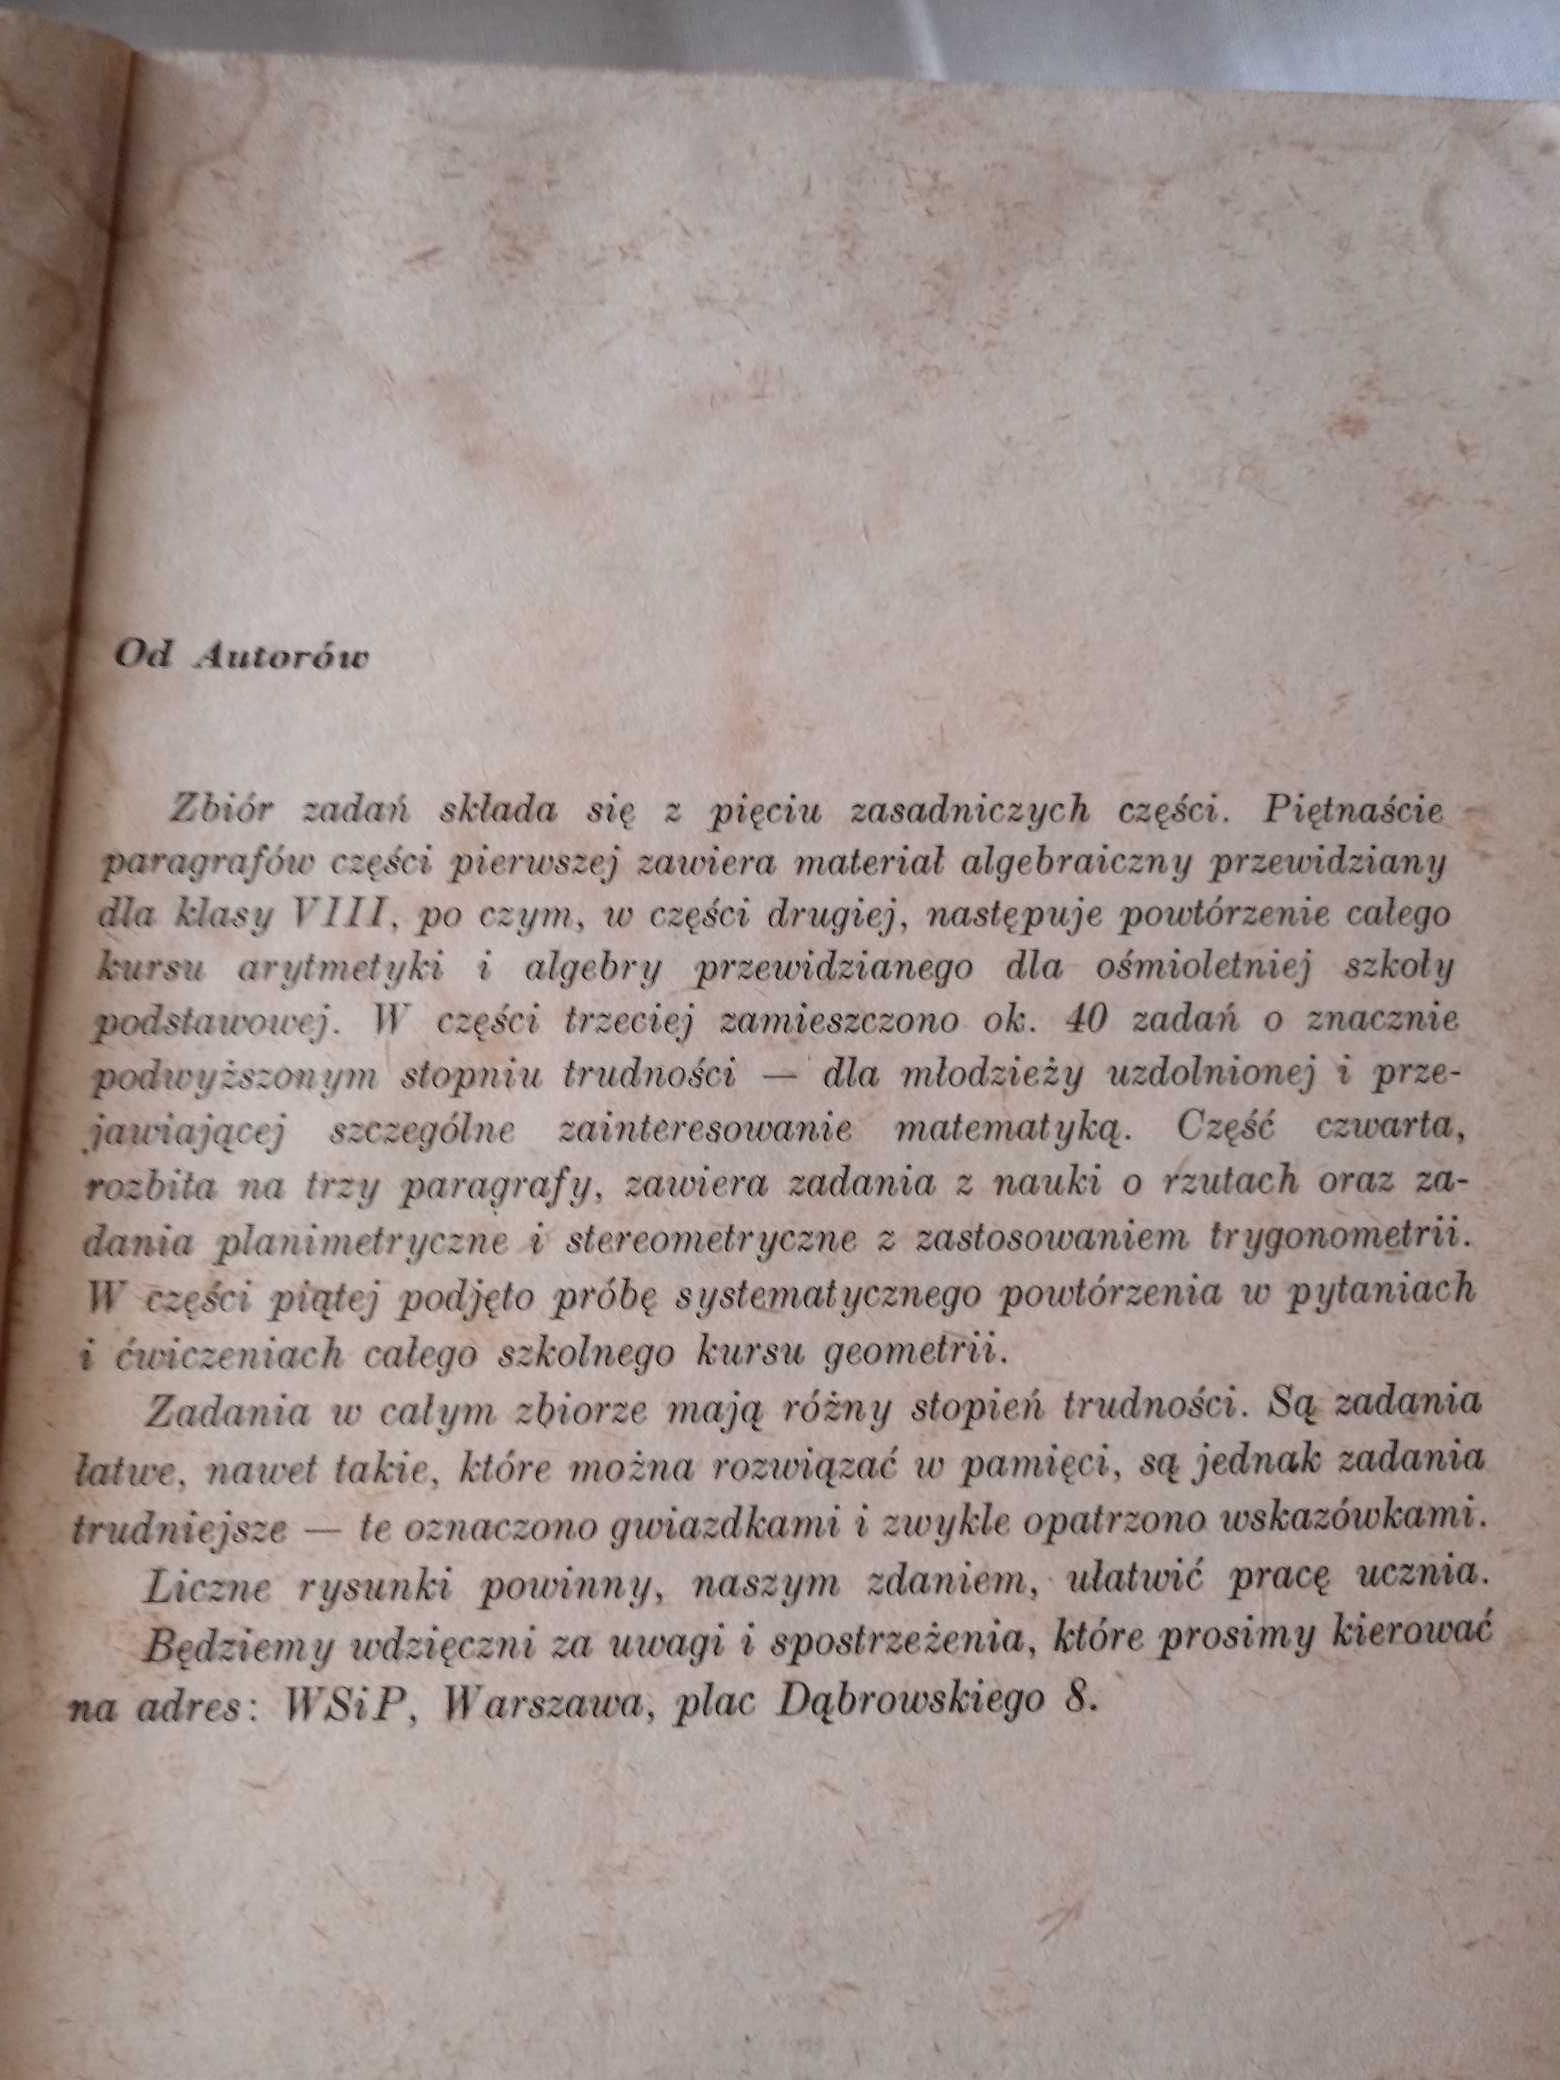 Od Autorów
Zbiór zadań składa się z pięciu zasadniczych części. Piętnaście
paragrafów części pierwszej zawiera materiał algebraiczny przewidziany
dla klasy VIII, po czym, w części drugiej, następuje powtórzenie całego
kursu arytmetyki i algebry przewidzianego dla ośmioletniej szkoły
podstawowej. W części trzeciej zamieszczono ok. 40 zadań o znacznie
podwyższonym stopniu trudności — dla młodzieży uzdolnionej i prze-
jawiającej szczególne zainteresowanie matematyką. Część czwarta,
rozbita na trzy paragrafy, zawiera zadania z nauki o rzutach oraz za-
dania planimetryczne i stereometryczne z zastosowaniem trygonometrii.
W części piątej podjęto próbę systematycznego powtórzenia w pytaniach
i ćwiczeniach całego szkolnego kursu geometrii.
Zadania w całym zbiorze mają różny stopień trudności. Są zadania
łatwe, nawet takie, które można rozwiązać w pamięci, są jednak zadania
trudniejsze — te oznaczono gwiazdkami i zwykle opatrzono wskazówkami.
Liczne rysunki powinny, naszym zdaniem, ułatwić pracę ucznia.
Będziemy wdzięczni za uwagi i spostrzeżenia, które prosimy kierować
na adres: WSiP, Warszawa, plac Dąbrowskiego 8.